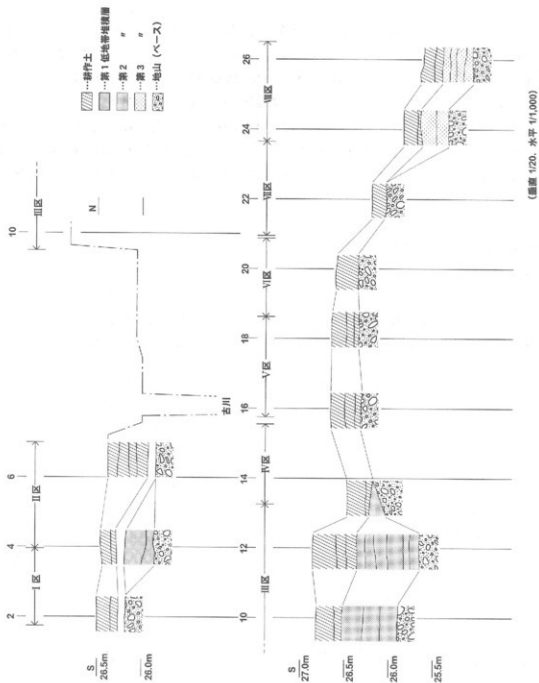 …耕作土
…第1低地帯堆積層
…第2 〃
…第3 〃
…地山（ベース）
2
4
6
10
I区
II区
III区
S
N
26.5m
26.0m
古川
10
12
14
16
18
20
22
24
26
III区
IV区
V区
VI区
VII区
VIII区
S
27.0m
26.5m
26.0m
25.5m
（垂直 1/20、水平 1/1,000）